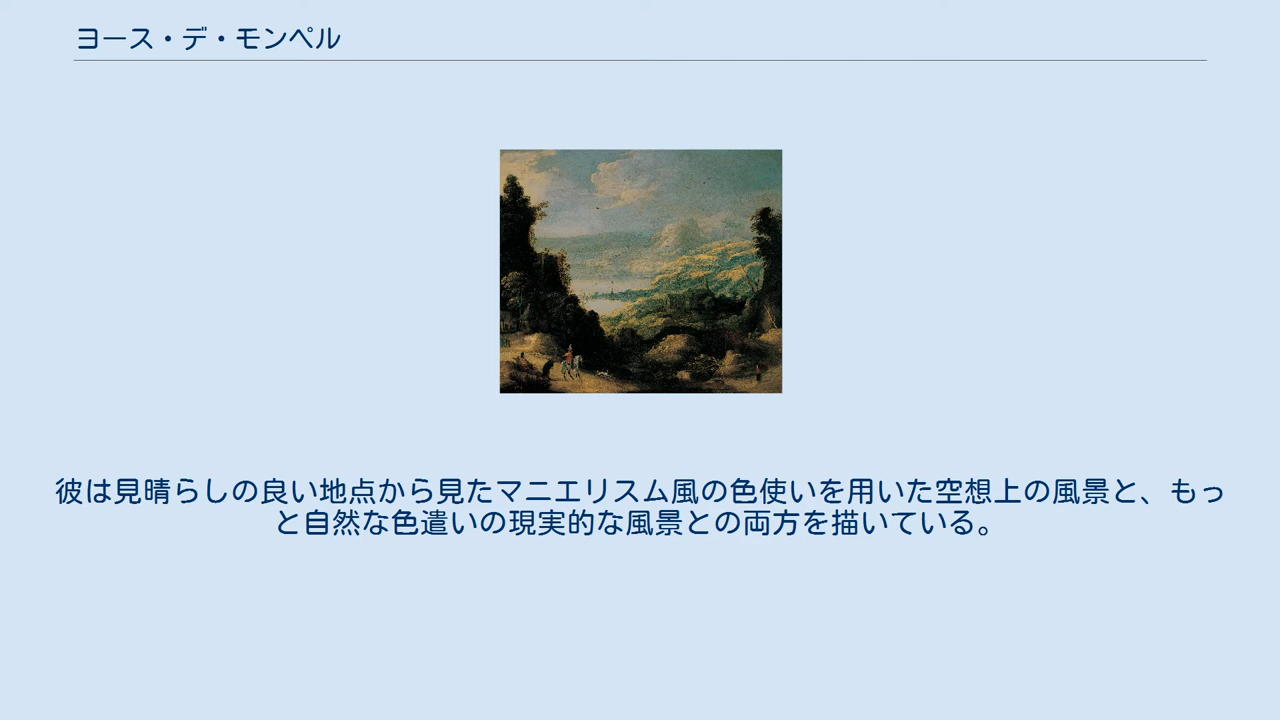 ヨース・デ・モンペル
彼は見晴らしの良い地点から見たマニエリスム風の色使いを用いた空想上の風景と、もっ
と自然な色遣いの現実的な風景との両方を描いている。